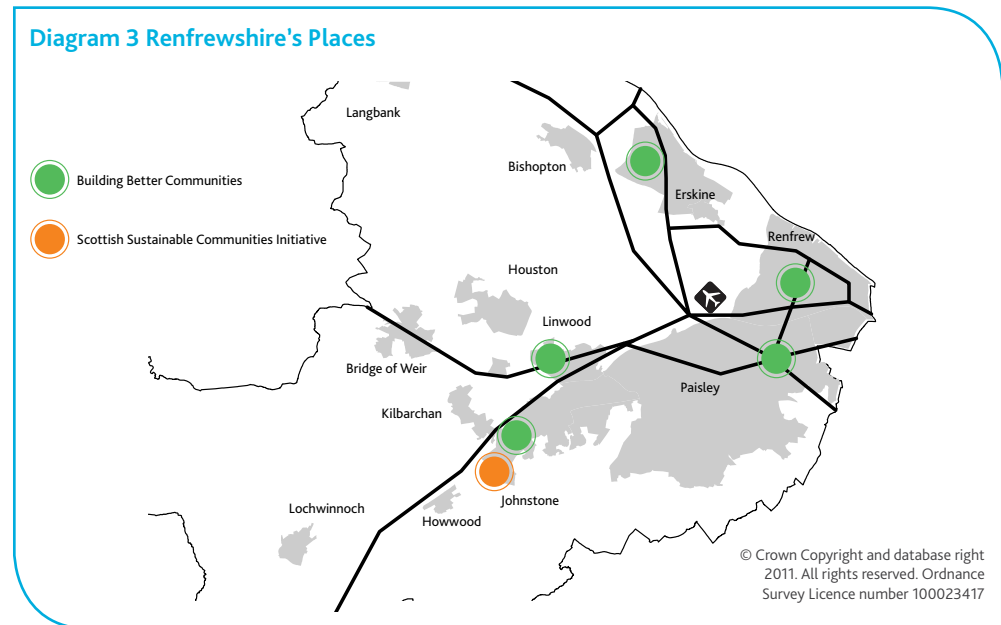 Diagram 3 Renfrewshire's Places
Langbank
Building Better Communities
Bishopton
Erskine
Scottish Sustainable Communities Initiative
Renfrew
Houston
Linwood
Bridge of Weir
Paisley
Kilbarchan
Johnstone
Lochwinnoch
Howwood
© Crown Copyright and database right
2011. All rights reserved. Ordnance
Survey Licence number 100023417